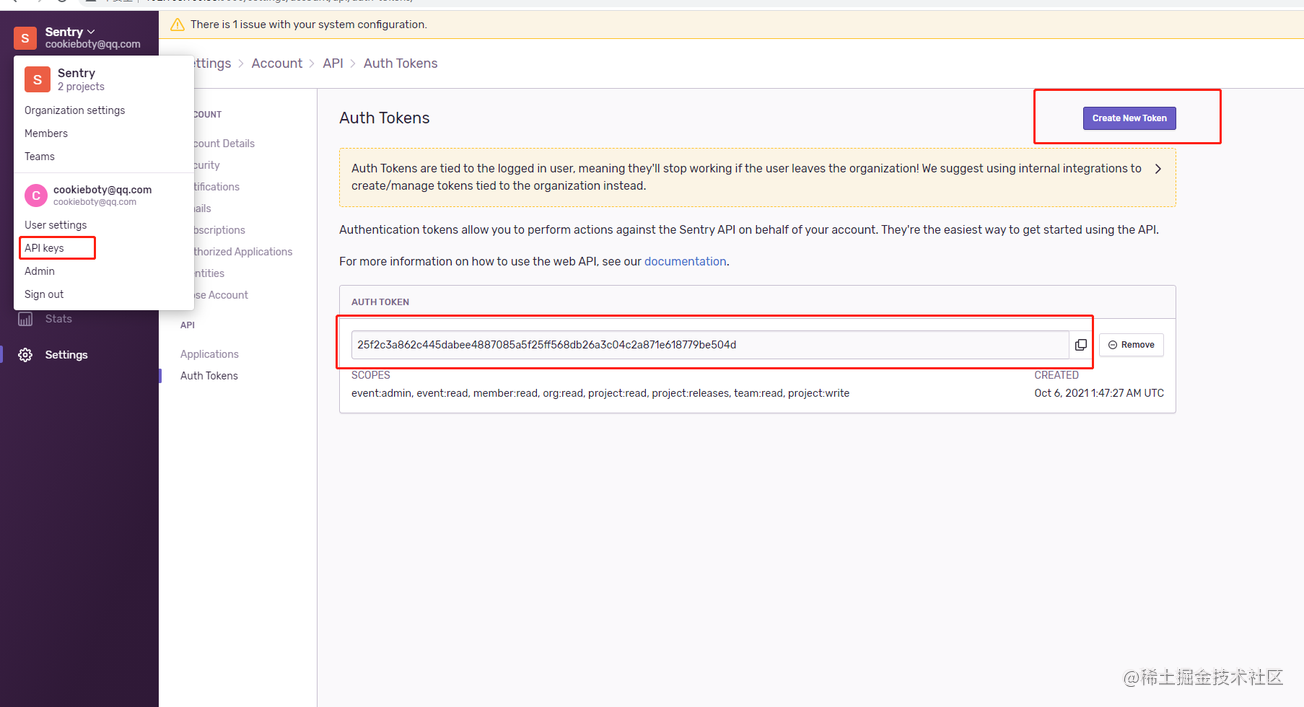 There is 1 issue with your system configuration.
Sentry
cookieboty@qq.com
S
S
Sentry
2 projects
Organization settings
Members
Teams
C
cookieboty@qq.com
cookieboty@qq.com
User settings
API keys
Admin
Sign out
Stats
Settings
ettings > Account > API > Auth Tokens
COUNT
count Details
curity
tifications
ails
bscriptions
thorized Applications
entities
ose Account
API
Applications
Auth Tokens
Auth Tokens
Create New Token
Auth Tokens are tied to the logged in user, meaning they'll stop working if the user leaves the organization! We suggest using internal integrations to
create/manage tokens tied to the organization instead.
Authentication tokens allow you to perform actions against the Sentry API on behalf of your account. They're the easiest way to get started using the API.
For more information on how to use the web API, see our documentation.
AUTH TOKEN
25f2c3a862c445dabee4887085a5f25ff568db26a3c04c2a871e618779be504d
Remove
SCOPES
CREATED
event:admin, event:read, member:read, org:read, project:read, project:releases, team:read, project:write
Oct 6, 2021 1:47:27 AM UTC
@稀土掘金技术社区